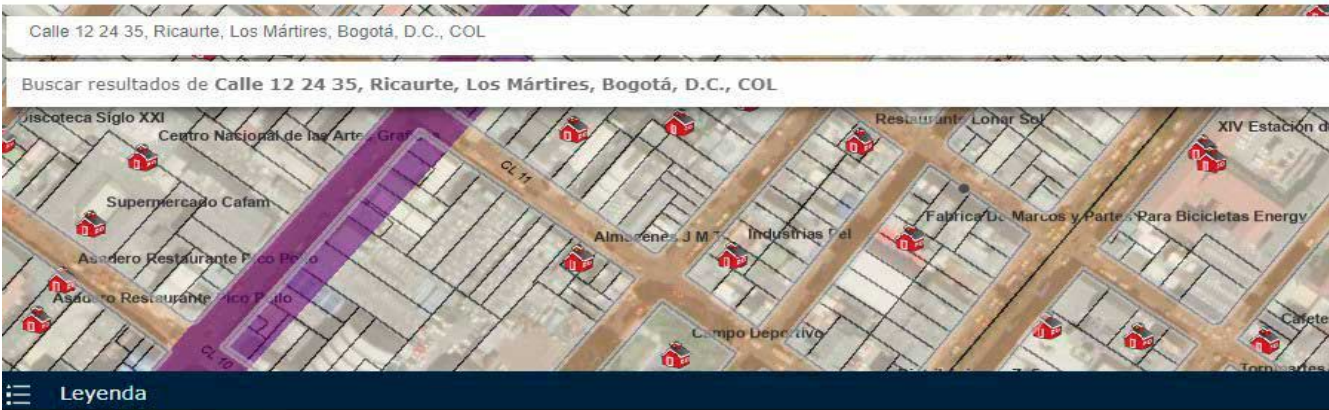 Calle 12 24 35, Ricaurte, Los Mártires, Bogotá, D.C., COL
Buscar resultados de Calle 12 24 35, Ricaurte, Los Mártires, Bogotá, D.C., COL
Discoteca Siglo XXI
Centro Nacional de las Artes Graficas
Restaurante Lonar Sol
XIV Estación d
CL 11
Supermercado Cafam
Fabrica De Marcos y Partes Para Bicicletas Energy
Almacenes J M
Industrias Pel
Asadero Restaurante Pico Pollo
Asadero Restaurante Pico Pollo
Campo Deportivo
Cafete
CL 10
Leyenda